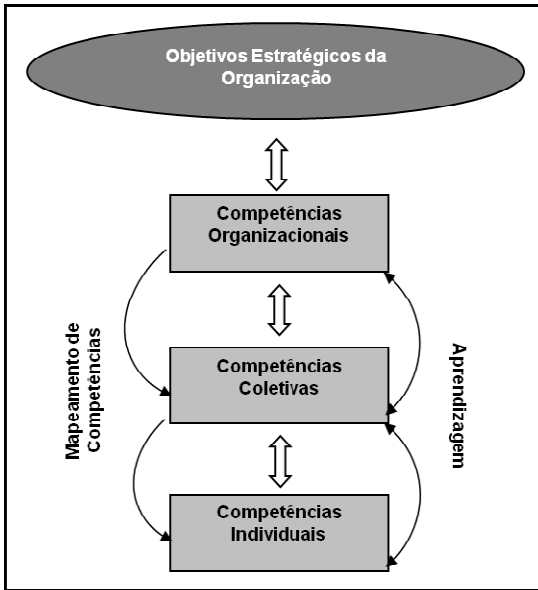 Objetivos Estratégicos da
Organização
Competências
Organizacionais
Mapeamento de
Competências
Competências
Coletivas
Aprendizagem
Competências
Individuais